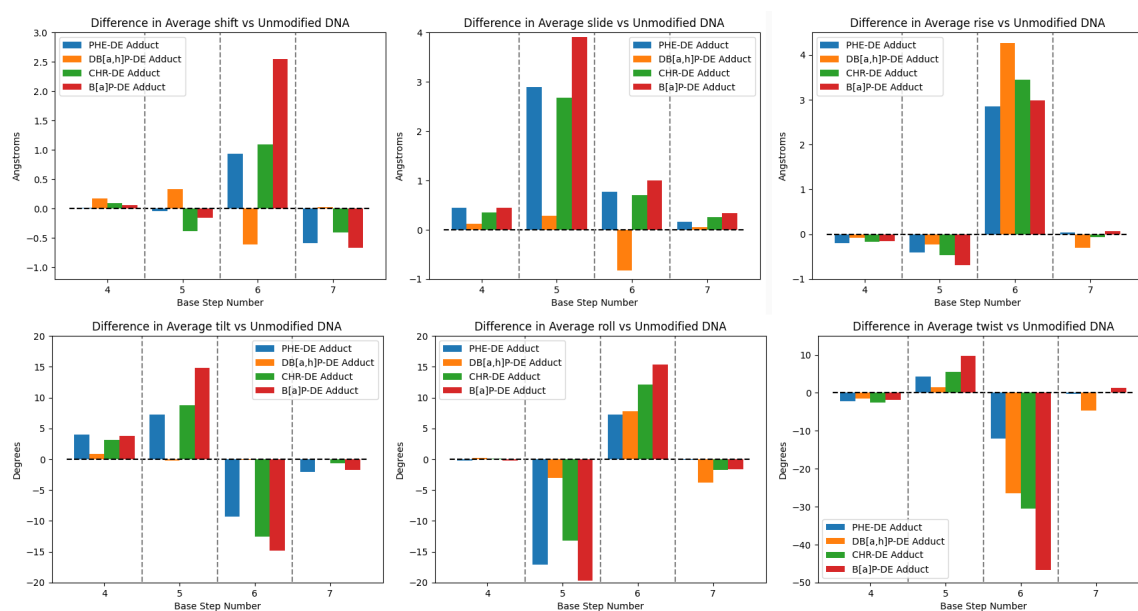 Difference in Average shift vs Unmodified DNA
3.0
2.5
2.0
1.5
1.0
0.5
0.0
−0.5
−1.0
Angstroms
PHE-DE Adduct
DB[a,h]P-DE Adduct
CHR-DE Adduct
B[a]P-DE Adduct
4 5 6 7
Base Step Number
Difference in Average slide vs Unmodified DNA
4
3
2
1
0
−1
Angstroms
PHE-DE Adduct
DB[a,h]P-DE Adduct
CHR-DE Adduct
B[a]P-DE Adduct
4 5 6 7
Base Step Number
Difference in Average rise vs Unmodified DNA
4
3
2
1
0
−1
Angstroms
PHE-DE Adduct
DB[a,h]P-DE Adduct
CHR-DE Adduct
B[a]P-DE Adduct
4 5 6 7
Base Step Number
Difference in Average tilt vs Unmodified DNA
20
15
10
5
0
−5
−10
−15
−20
Degrees
PHE-DE Adduct
DB[a,h]P-DE Adduct
CHR-DE Adduct
B[a]P-DE Adduct
4 5 6 7
Base Step Number
Difference in Average roll vs Unmodified DNA
20
15
10
5
0
−5
−10
−15
−20
Degrees
PHE-DE Adduct
DB[a,h]P-DE Adduct
CHR-DE Adduct
B[a]P-DE Adduct
4 5 6 7
Base Step Number
Difference in Average twist vs Unmodified DNA
10
0
−10
−20
−30
−40
−50
Degrees
PHE-DE Adduct
DB[a,h]P-DE Adduct
CHR-DE Adduct
B[a]P-DE Adduct
4 5 6 7
Base Step Number